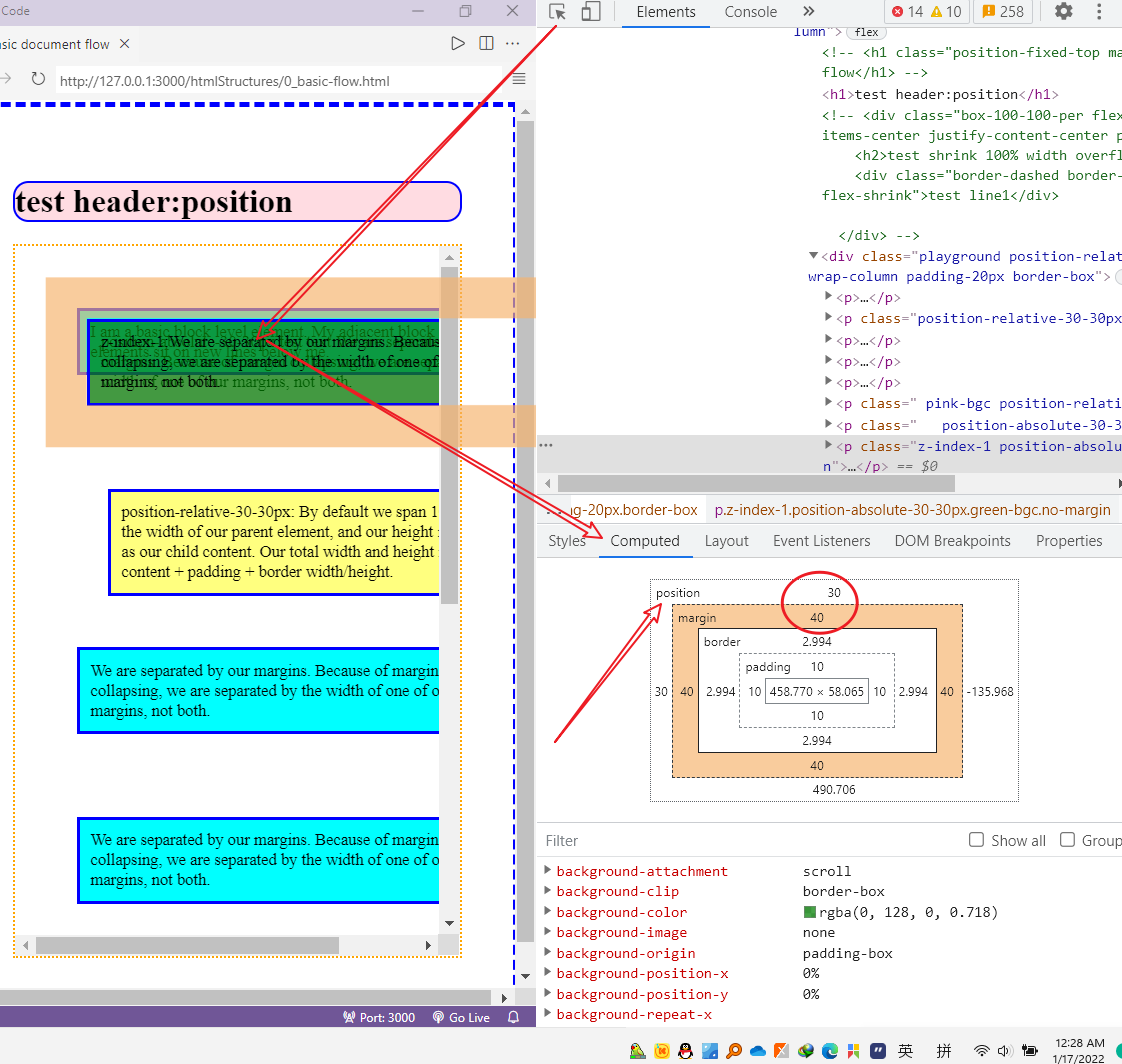 Code
sic document flow
http://127.0.0.1:3000/htmlStructures/0_basic-flow.html
test header:position
I am a basic block level element. My adjacent block
elements sit on new lines below me.
z-index-1 We are separated by our margins. Because
collapsing, we are separated by the width of one of
margins, not both.
margins, not both.
position-relative-30-30px: By default we span 1
the width of our parent element, and our height
as our child content. Our total width and height
content + padding + border width/height.
We are separated by our margins. Because of margin
collapsing, we are separated by the width of one of o
margins, not both.
We are separated by our margins. Because of margin
collapsing, we are separated by the width of one of o
margins, not both.
Port: 3000 Go Live
Elements Console » 14 10 258
lumn"> flex
<!-- <h1 class="position-fixed-top ma
flow</h1> -->
<h1>test header:position</h1>
<!-- <div class="box-100-100-per flex
items-center justify-content-center p
<h2>test shrink 100% width overfl
<div class="border-dashed border-
flex-shrink">test line1</div>
</div> -->
<div class="playground position-relat
wrap-column padding-20px border-box">
<p>…</p>
<p class="position-relative-30-30px
<p>…</p>
<p>…</p>
<p>…</p>
<p class=" pink-bgc position-relati
<p class="   position-absolute-30-3
<p class="z-index-1 position-absolu
n">…</p> == $0
ng-20px.border-box p.z-index-1.position-absolute-30-30px.green-bgc.no-margin
Styles Computed Layout Event Listeners DOM Breakpoints Properties
position 30
margin 40
border 2.994
padding 10
30 40 2.994 10 458.770 × 58.065 10 2.994 40 -135.968
10
2.994
40
490.706
Filter Show all Group
background-attachment scroll
background-clip border-box
background-color rgba(0, 128, 0, 0.718)
background-image none
background-origin padding-box
background-position-x 0%
background-position-y 0%
background-repeat-x
英 拼 12:28 AM
1/17/2022